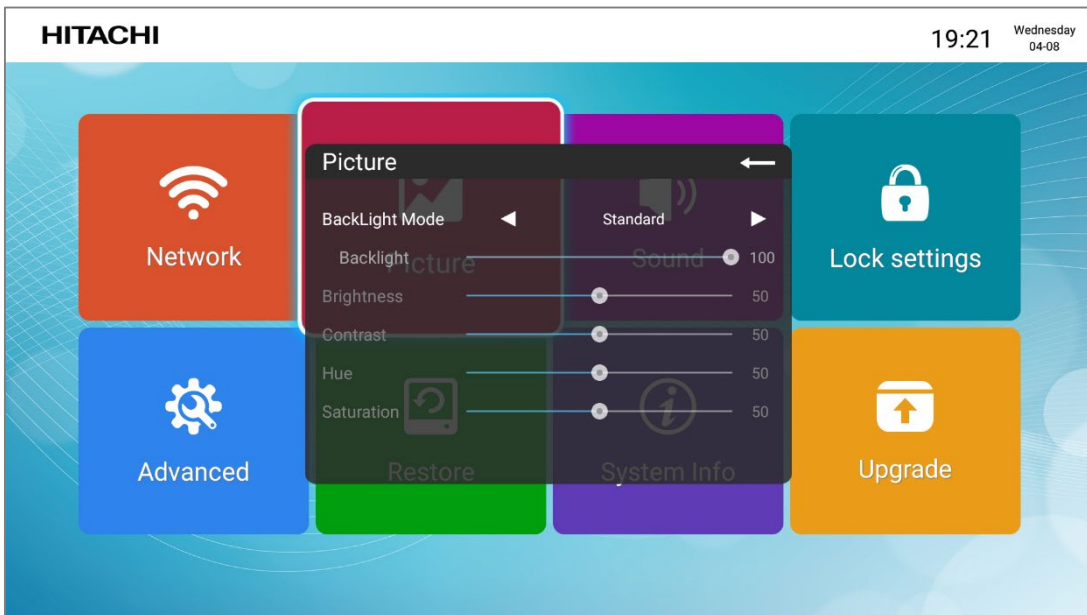 HITACHI
19:21
Wednesday
04-08
Picture
BackLight Mode Standard
Backlight 100
Brightness 50
Contrast 50
Hue 50
Saturation 50
Network
Picture
Sound
Lock settings
Advanced
Restore
System Info
Upgrade